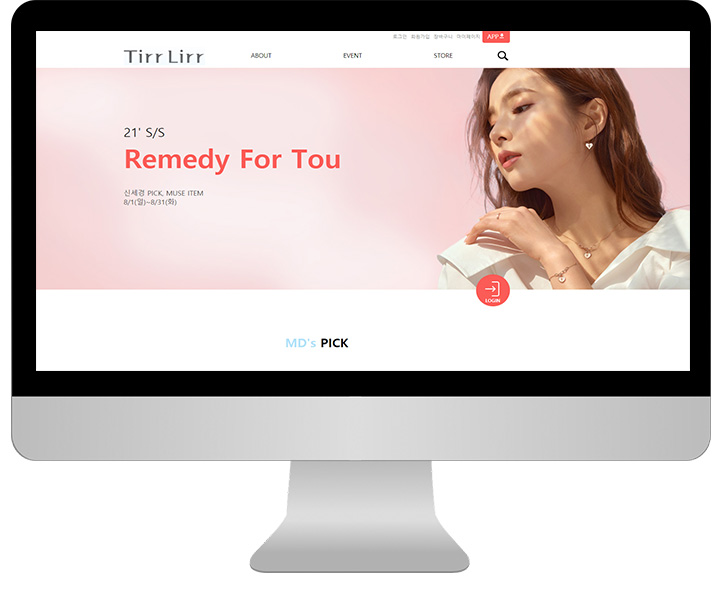 로그인 회원가입 장바구니 마이페이지 APP
Tirr Lirr ABOUT EVENT STORE
21' S/S
Remedy For Tou
신세경 PICK, MUSE ITEM
8/1(일)~8/31(화)
LOGIN
MD's PICK